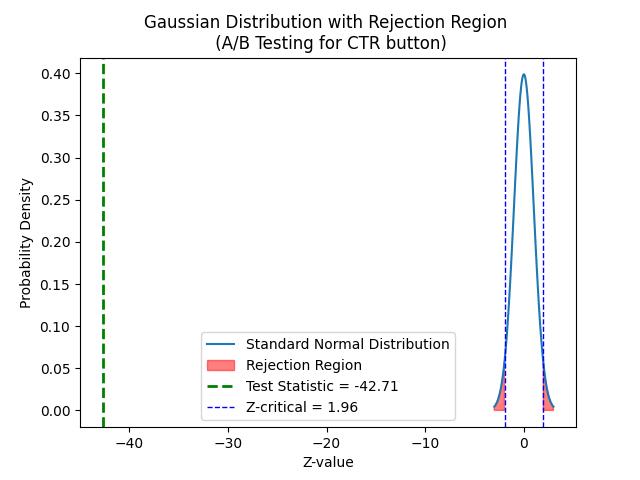 Gaussian Distribution with Rejection Region
(A/B Testing for CTR button)
Probability Density
0.40
0.35
0.30
0.25
0.20
0.15
0.10
0.05
0.00
Standard Normal Distribution
Rejection Region
Test Statistic = -42.71
Z-critical = 1.96
−40 −30 −20 −10 0
Z-value